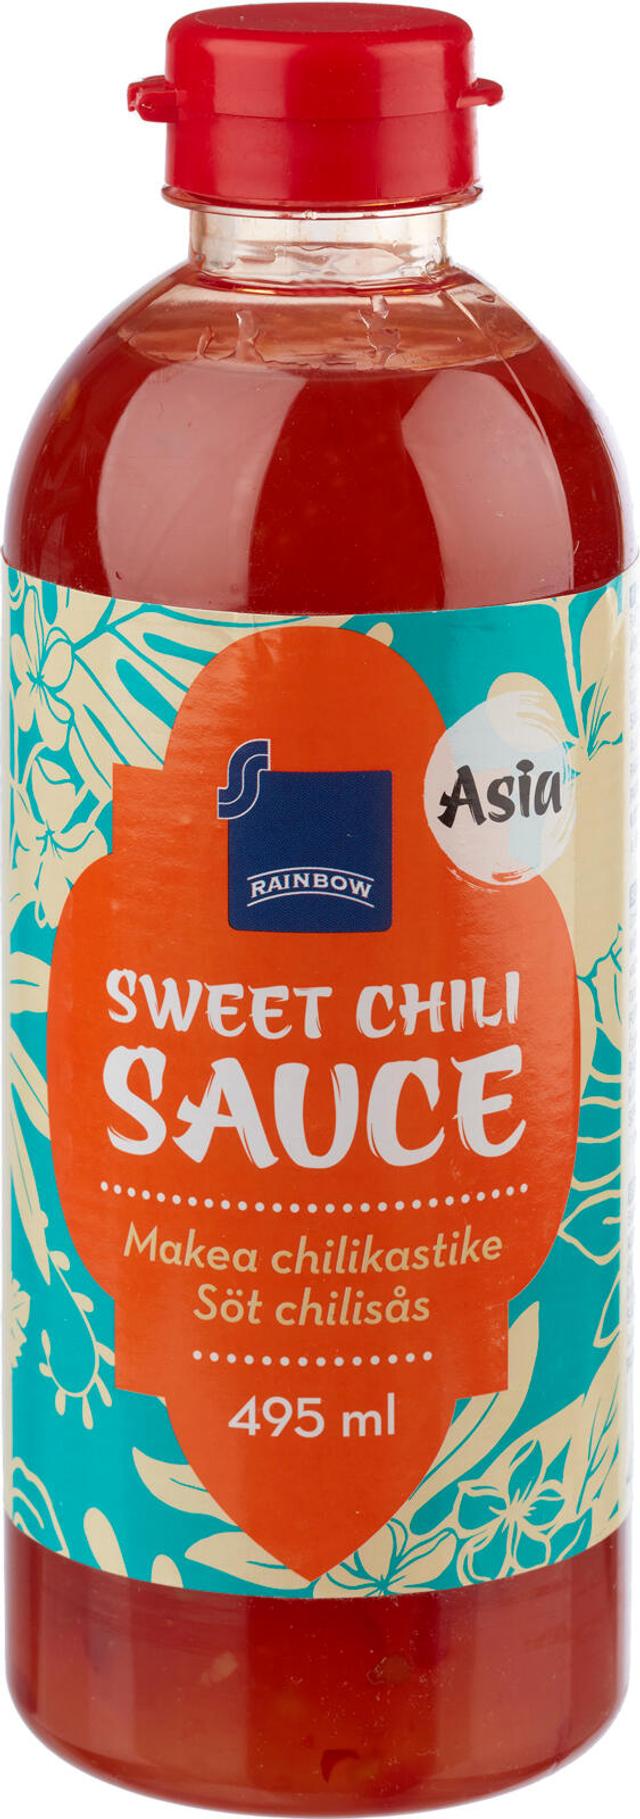 Asia
RAINBOW
SWEET CHILI
SAUCE
Makea chilikastike
Söt chilisås
495 ml